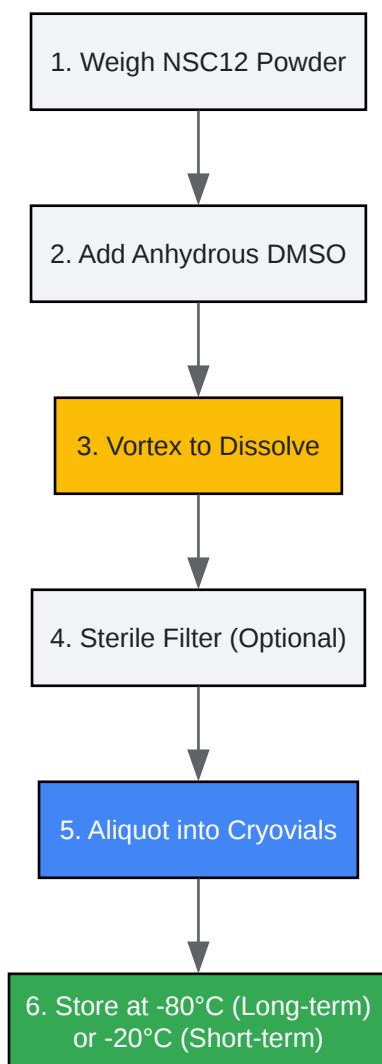 1. Weigh NSC12 Powder
2. Add Anhydrous DMSO
3. Vortex to Dissolve
4. Sterile Filter (Optional)
5. Aliquot into Cryovials
6. Store at -80°C (Long-term)
or -20°C (Short-term)